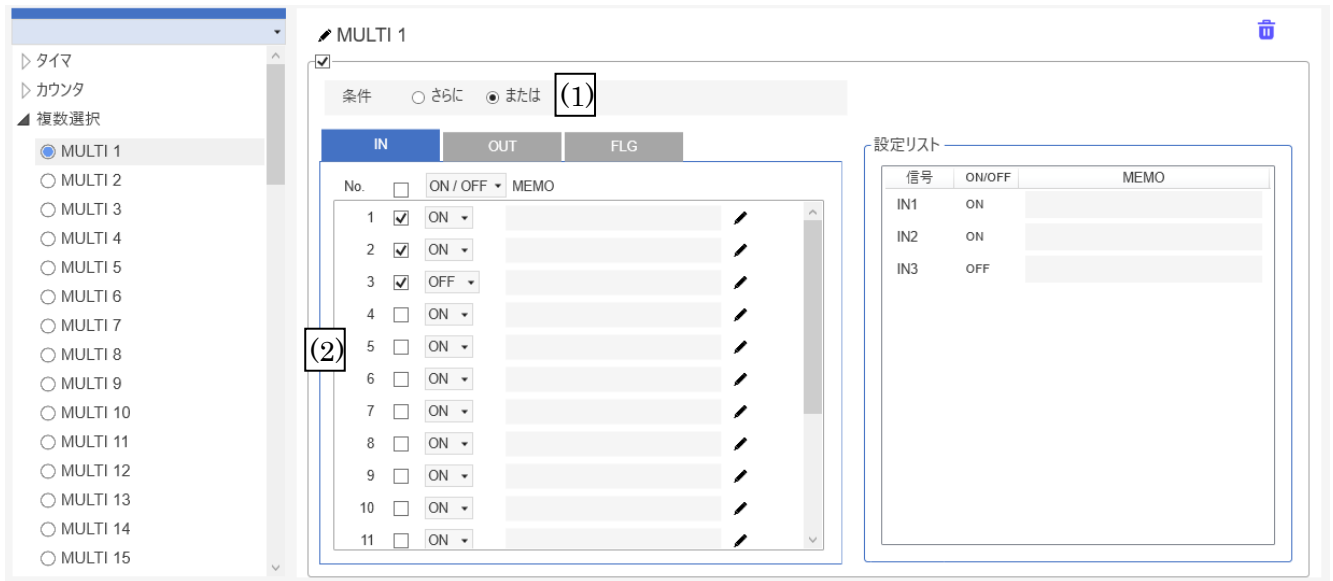 MULTI 1
タイマ
カウンタ
複数選択
MULTI 1
MULTI 2
MULTI 3
MULTI 4
MULTI 5
MULTI 6
MULTI 7
MULTI 8
MULTI 9
MULTI 10
MULTI 11
MULTI 12
MULTI 13
MULTI 14
MULTI 15
条件 さらに または (1)
IN OUT FLG
No. ON / OFF MEMO
1 ON
2 ON
3 OFF
4 ON
(2)
5 ON
6 ON
7 ON
8 ON
9 ON
10 ON
11 ON
設定リスト
信号 ON/OFF MEMO
IN1 ON
IN2 ON
IN3 OFF